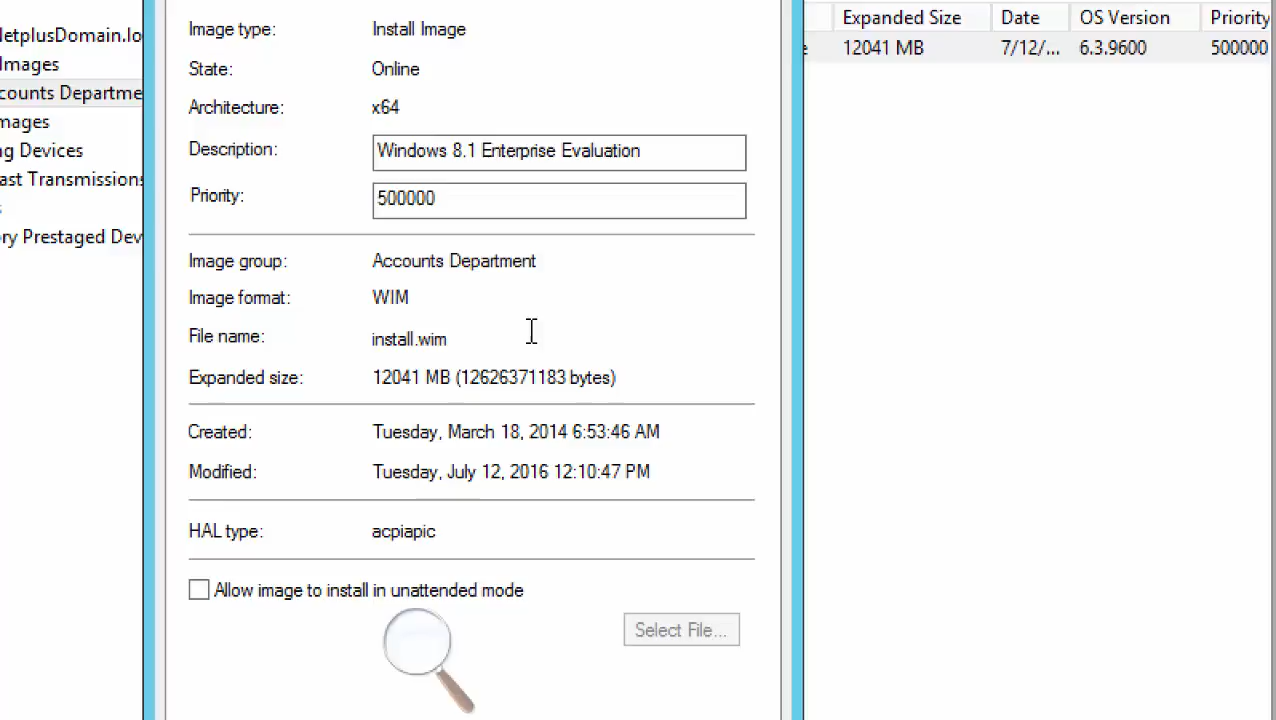 Expanded Size Date OS Version Priority
12041 MB 7/12/... 6.3.9600 500000
Images
counts Departme
mages
ng Devices
ast Transmissions
ry Prestaged Dev
Image type: Install Image
State: Online
Architecture: x64
Description: Windows 8.1 Enterprise Evaluation
Priority: 500000
Image group: Accounts Department
Image format: WIM
File name: install.wim
Expanded size: 12041 MB (12626371183 bytes)
Created: Tuesday, March 18, 2014 6:53:46 AM
Modified: Tuesday, July 12, 2016 12:10:47 PM
HAL type: acpiapic
Allow image to install in unattended mode
Select File...